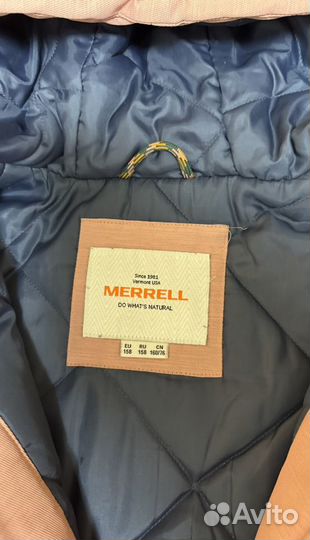 Since 1981
Vermont USA
MERRELL
DO WHAT'S NATURAL
EU RU CN
158 158 160/76
Avito